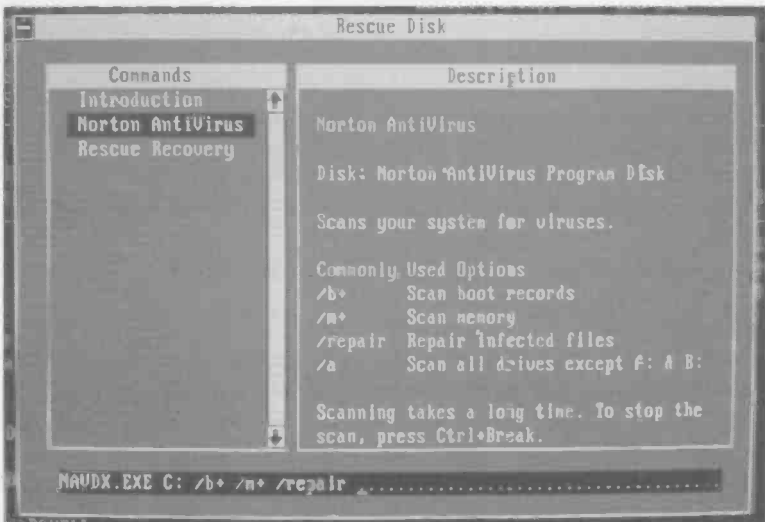 Rescue Disk
Commands
Introduction
Norton AntiVirus
Rescue Recovery
Description
Norton AntiVirus
Disk: Norton AntiVirus Program Disk
Scans your system for viruses.
Commonly Used Options
/b+ Scan boot records
/m+ Scan memory
/repair Repair infected files
/a Scan all drives except A: & B:
Scanning takes a long time. To stop the
scan, press Ctrl+Break.
NAVDX.EXE C: /b+ /m+ /repair